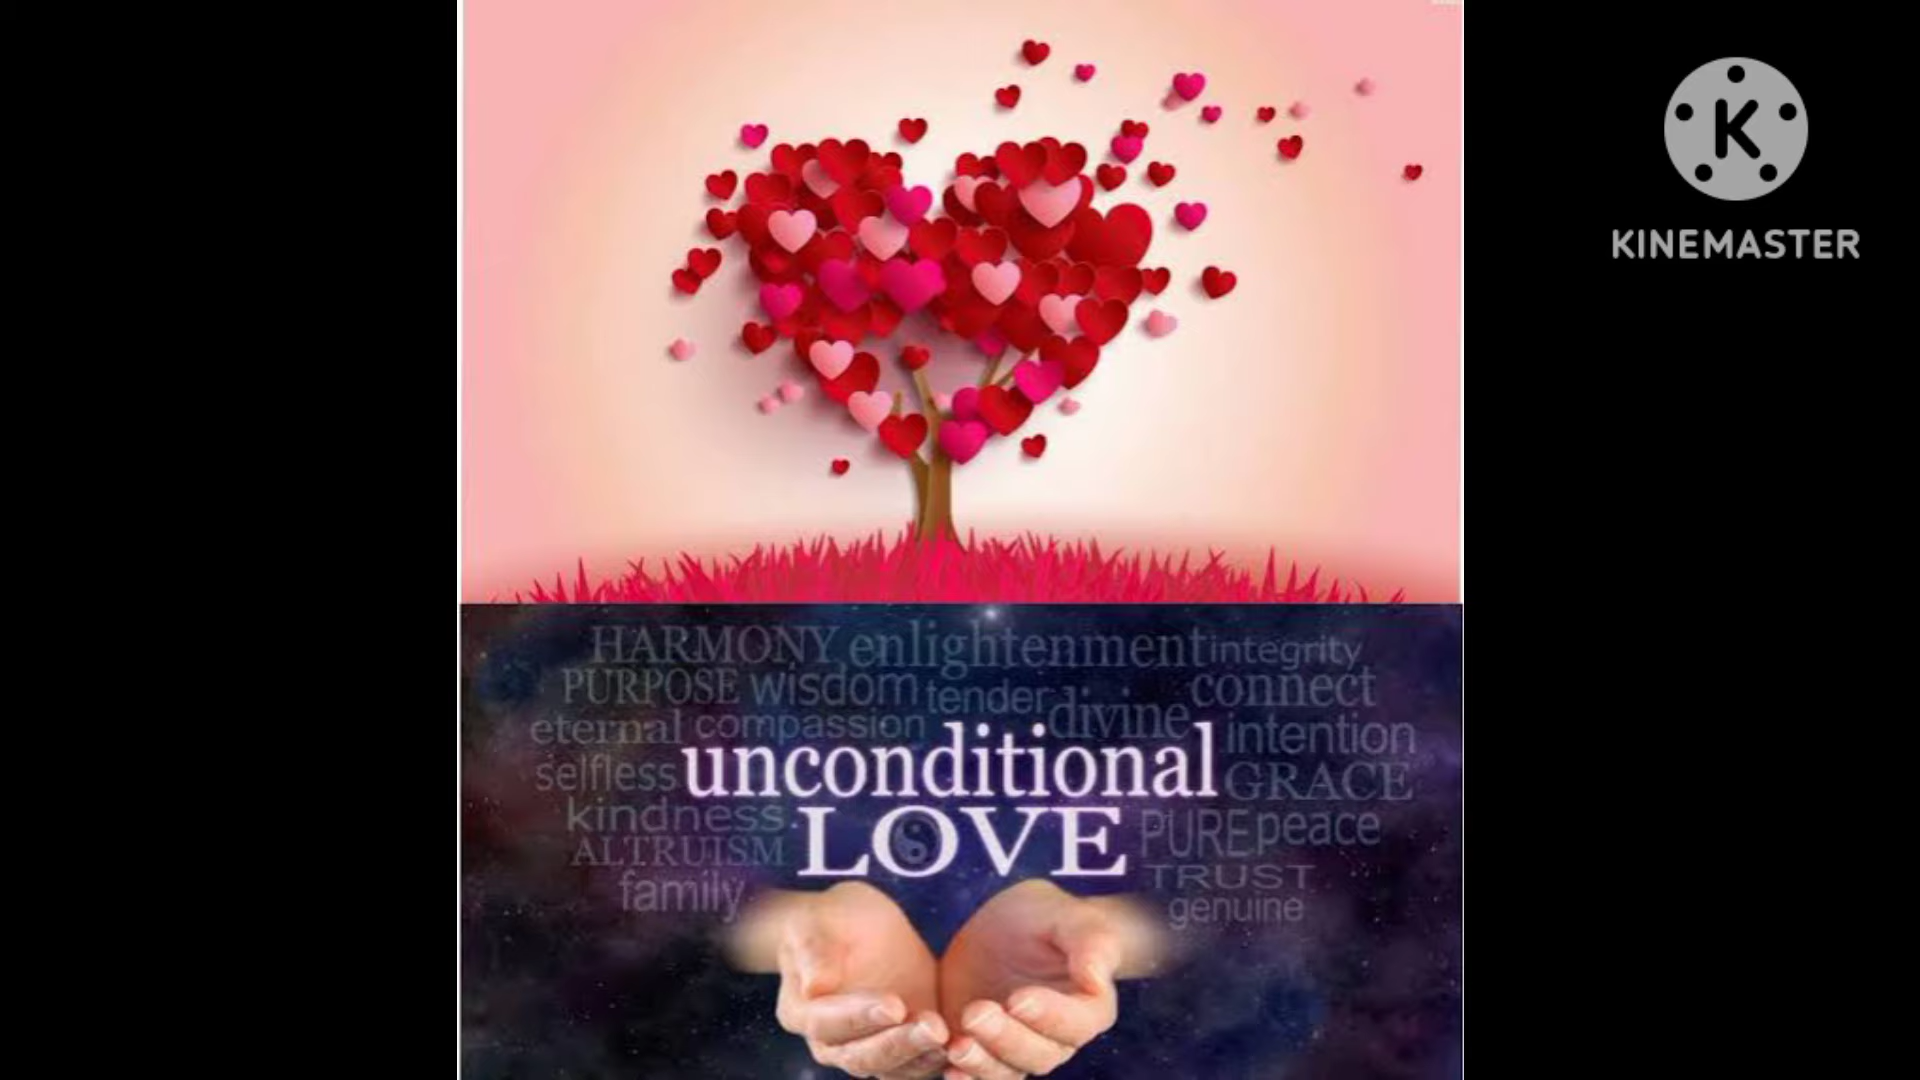 K
KINEMASTER
HARMONY enlightenment integrity
PURPOSE wisdom tender divine connect
eternal compassion intention
selfless unconditional GRACE
kindness LOVE PURE peace
ALTRUISM TRUST
family genuine